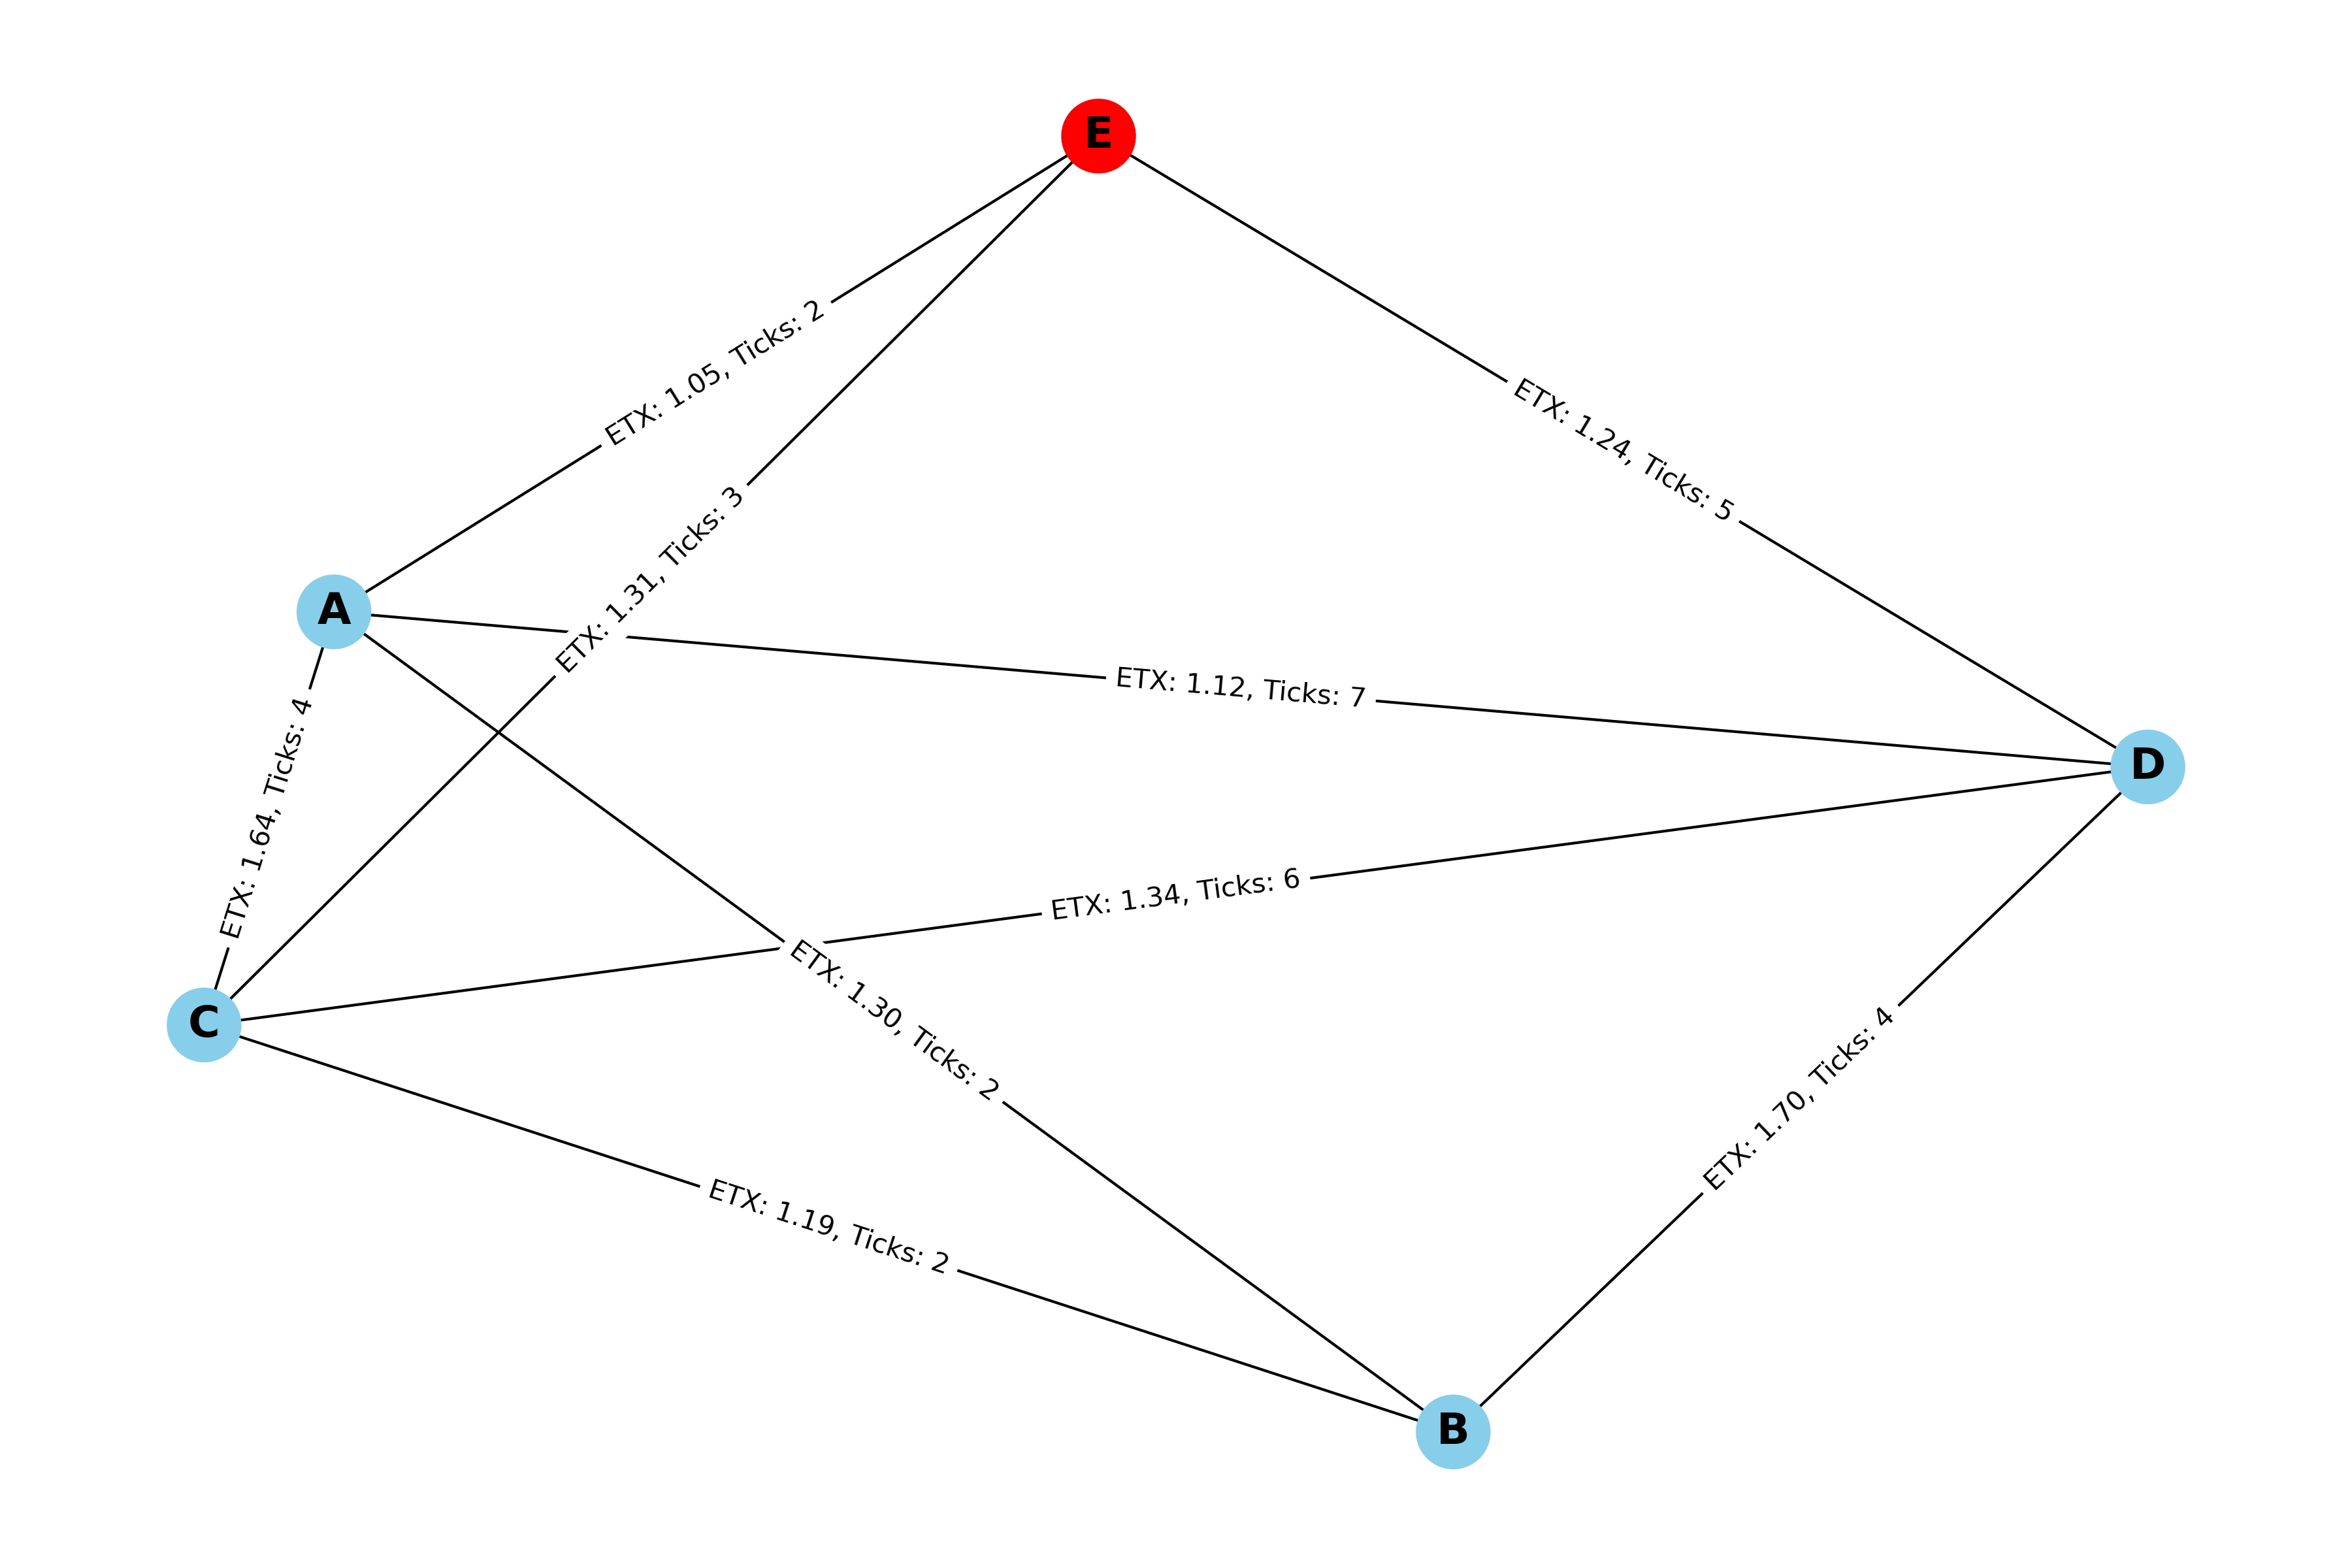 E
ETX: 1.05, Ticks: 2
ETX: 1.24, Ticks: 5
ETX: 1.31, Ticks: 3
A
ETX: 1.12, Ticks: 7
D
ETX: 1.64, Ticks: 4
ETX: 1.34, Ticks: 6
C
ETX: 1.30, Ticks: 2
ETX: 1.70, Ticks: 4
ETX: 1.19, Ticks: 2
B